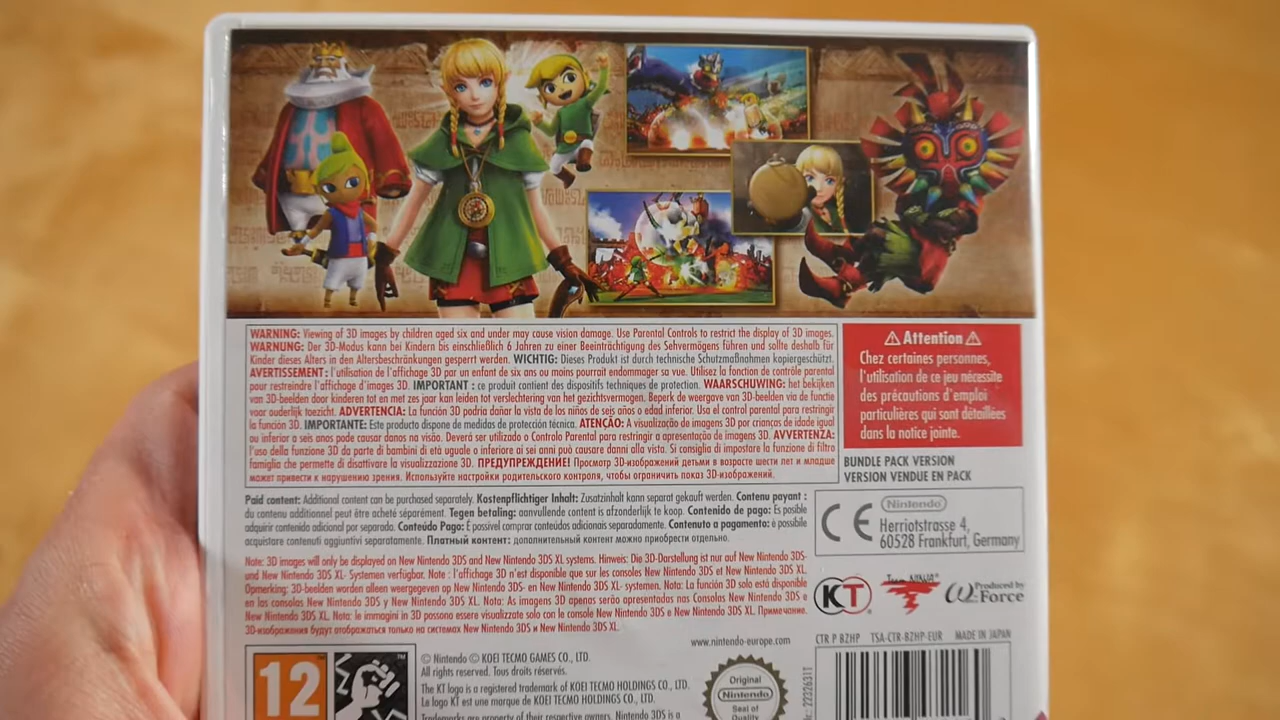 WARNING: Viewing of 3D images by children aged six and under may cause vision damage. Use Parental Controls to restrict the display of 3D images.
WARNUNG: Der 3D-Modus kann bei Kindern bis einschließlich 6 Jahren zu einer Beeinträchtigung des Sehvermögens führen und sollte deshalb für
Kinder dieses Alters in den Altersbeschränkungen gesperrt werden. WICHTIG: Dieses Produkt ist durch technische Schutzmaßnahmen kopiergeschützt.
AVERTISSEMENT : l'utilisation de l'affichage 3D par un enfant de six ans ou moins pourrait endommager sa vue. Utilisez la fonction de contrôle parental
pour restreindre l'affichage d'images 3D. IMPORTANT : ce produit contient des dispositifs techniques de protection. WAARSCHUWING: het bekijken
van 3D-beelden door kinderen tot en met zes jaar kan leiden tot verslechtering van het gezichtsvermogen. Beperk de weergave van 3D-beelden via de functie
voor ouderlijk toezicht. ADVERTENCIA: La función 3D podría dañar la vista de los niños de seis años o edad inferior. Usa el control parental para restringir
la función 3D. IMPORTANTE: Este producto dispone de medidas de protección técnica. ATENÇÃO: A visualização de imagens 3D por crianças de idade igual
ou inferior a seis anos pode causar danos na visão. Deverá ser utilizado o Controlo Parental para restringir a apresentação de imagens 3D. AVVERTENZA:
l'uso della funzione 3D da parte di bambini di età uguale o inferiore ai sei anni può causare danni alla vista. Si consiglia di impostare la funzione di filtro
famiglia che permette di disattivare la visualizzazione 3D. ПРЕДУПРЕЖДЕНИЕ! Просмотр 3D-изображений детьми в возрасте шести лет и младше
может привести к нарушению зрения. Используйте настройки родительского контроля, чтобы ограничить показ 3D-изображений.
Attention
Chez certaines personnes,
l'utilisation de ce jeu nécessite
des précautions d'emploi
particulières qui sont détaillées
dans la notice jointe.
BUNDLE PACK VERSION
VERSION VENDUE EN PACK
Paid content: Additional content can be purchased separately. Kostenpflichtiger Inhalt: Zusatzinhalt kann separat gekauft werden. Contenu payant :
du contenu additionnel peut être acheté séparément. Tegen betaling: aanvullende content is afzonderlijk te koop. Contenido de pago: Es posible
adquirir contenido adicional por separado. Conteúdo Pago: É possível comprar conteúdos adicionais separadamente. Contenuto a pagamento: è possibile
acquistare contenuti aggiuntivi separatamente. Платный контент: дополнительный контент можно приобрести отдельно.
CE
Nintendo
Herriotstrasse 4,
60528 Frankfurt, Germany
Note: 3D images will only be displayed on New Nintendo 3DS and New Nintendo 3DS XL systems. Hinweis: Die 3D-Darstellung ist nur auf New Nintendo 3DS-
und New Nintendo 3DS XL- Systemen verfügbar. Note : l'affichage 3D n'est disponible que sur les consoles New Nintendo 3DS et New Nintendo 3DS XL.
Opmerking: 3D-beelden worden alleen weergegeven op New Nintendo 3DS- en New Nintendo 3DS XL- systemen. Nota: La función 3D solo está disponible
en las consolas New Nintendo 3DS y New Nintendo 3DS XL. Nota: As imagens 3D apenas serão apresentadas nas Consolas New Nintendo 3DS e
New Nintendo 3DS XL. Nota: le immagini in 3D possono essere visualizzate solo con le console New Nintendo 3DS e New Nintendo 3DS XL. Примечание.
3D-изображения будут отображаться только на системах New Nintendo 3DS и New Nintendo 3DS XL.
KT
Team NINJA
Produced by
ω Force
www.nintendo-europe.com
CTR P BZHP TSA-CTR-BZHP-EUR MADE IN JAPAN
12
© Nintendo © KOEI TECMO GAMES CO., LTD.
All rights reserved. Tous droits réservés.
The KT logo is a registered trademark of KOEI TECMO HOLDINGS CO., LTD.
Le logo KT est une marque de KOEI TECMO HOLDINGS CO., LTD.
Trademarks are property of their respective owners. Nintendo 3DS is a
Original
Nintendo
Seal of
Quality
22326311